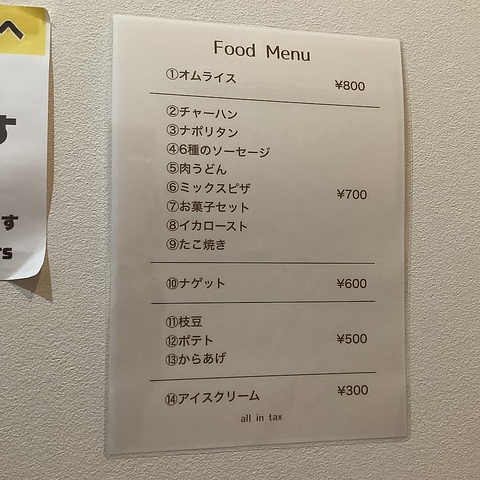 へ
す
す
TS
Food Menu
①オムライス ¥800
②チャーハン
③ナポリタン
④6種のソーセージ
⑤肉うどん
⑥ミックスピザ ¥700
⑦お菓子セット
⑧イカロースト
⑨たこ焼き
⑩ナゲット ¥600
⑪枝豆
⑫ポテト ¥500
⑬からあげ
⑭アイスクリーム ¥300
all in tax